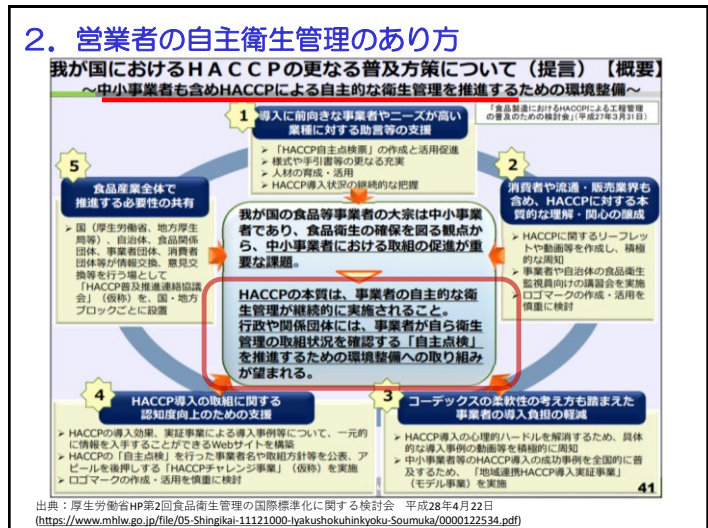 ２．営業者の自主衛生管理のあり方
我が国におけるＨＡＣＣＰの更なる普及方策について（提言）【概要】
～中小事業者も含めHACCPによる自主的な衛生管理を推進するための環境整備～
「食品製造におけるHACCPによる工程管理
の普及のための検討会」（平成27年3月31日）
1
導入に前向きな事業者やニーズが高い
業種に対する助言等の支援
➢ 「HACCP自主点検票」の作成と活用促進
➢ 様式や手引書等の更なる充実
➢ 人材の育成・活用
➢ HACCP導入状況の継続的な把握
5
食品産業全体で
推進する必要性の共有
➢ 国（厚生労働省、地方厚生
局等）、自治体、食品関係
団体、事業者団体、消費者
団体等が情報交換、意見交
換等を行う場として
「HACCP普及推進連絡協議
会」（仮称）を、国・地方
ブロックごとに設置
2
消費者や流通・販売業界も
含め、HACCPに対する本
質的な理解・関心の醸成
➢ HACCPに関するリーフレッ
トや動画等を作成し、積極
的な周知
➢ 事業者や自治体の食品衛生
監視員向けの講習会を実施
➢ ロゴマークの作成・活用を
慎重に検討
我が国の食品等事業者の大宗は中小事業
者であり、食品衛生の確保を図る観点か
ら、中小事業者における取組の促進が重
要な課題。
HACCPの本質は、事業者の自主的な衛
生管理が継続的に実施されること。
行政や関係団体には、事業者が自ら衛生
管理の取組状況を確認する「自主点検」
を推進するための環境整備への取り組み
が望まれる。
4
HACCP導入の取組に関する
認知度向上のための支援
➢ HACCPの導入効果、実証事業による導入事例等について、一元的
に情報を入手することができるWebサイトを構築
➢ HACCPの「自主点検」を行った事業者名や取組方針等を公表、ア
ピールを後押しする「HACCPチャレンジ事業」（仮称）を実施
➢ ロゴマークの作成・活用を慎重に検討
3
コーデックスの柔軟性の考え方も踏まえた
事業者の導入負担の軽減
➢ HACCP導入の心理的ハードルを解消するため、具体
的な導入事例の動画等を積極的に周知
➢ 中小事業者等のHACCP導入の成功事例を全国的に普
及するため、「地域連携HACCP導入実証事業」
（モデル事業）を実施
41
出典：厚生労働省HP第2回食品衛生管理の国際標準化に関する検討会　平成28年4月22日
(https://www.mhlw.go.jp/file/05-Shingikai-11121000-Iyakushokuhinkyoku-Soumuka/0000122534.pdf)